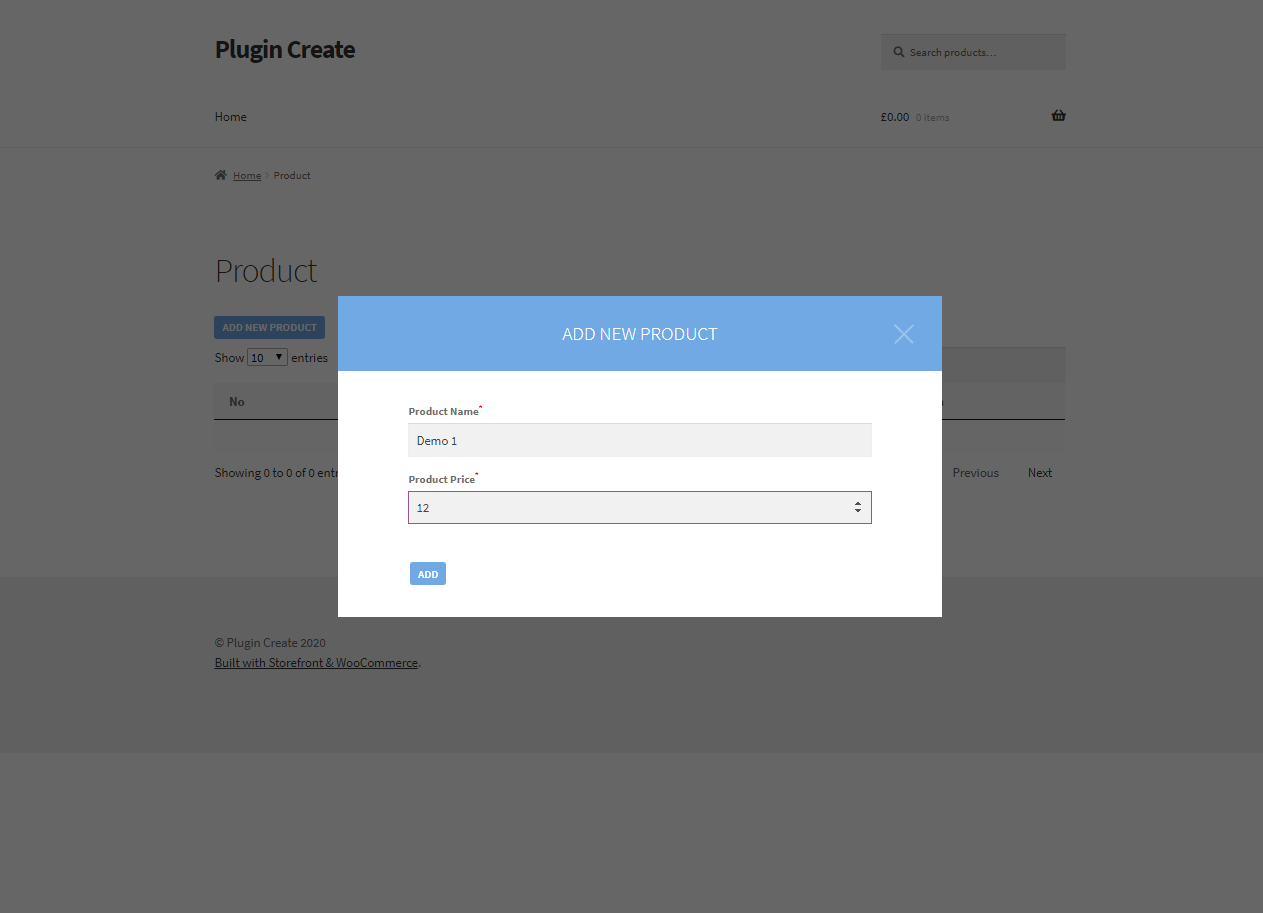 Plugin Create
Search products…
Home
£0.00 0 items
Home › Product
Product
ADD NEW PRODUCT
Show 10 entries
ADD NEW PRODUCT
No
Product Name*
Demo 1
Product Price*
12
Showing 0 to 0 of 0 entr
Previous Next
ADD
© Plugin Create 2020
Built with Storefront & WooCommerce.